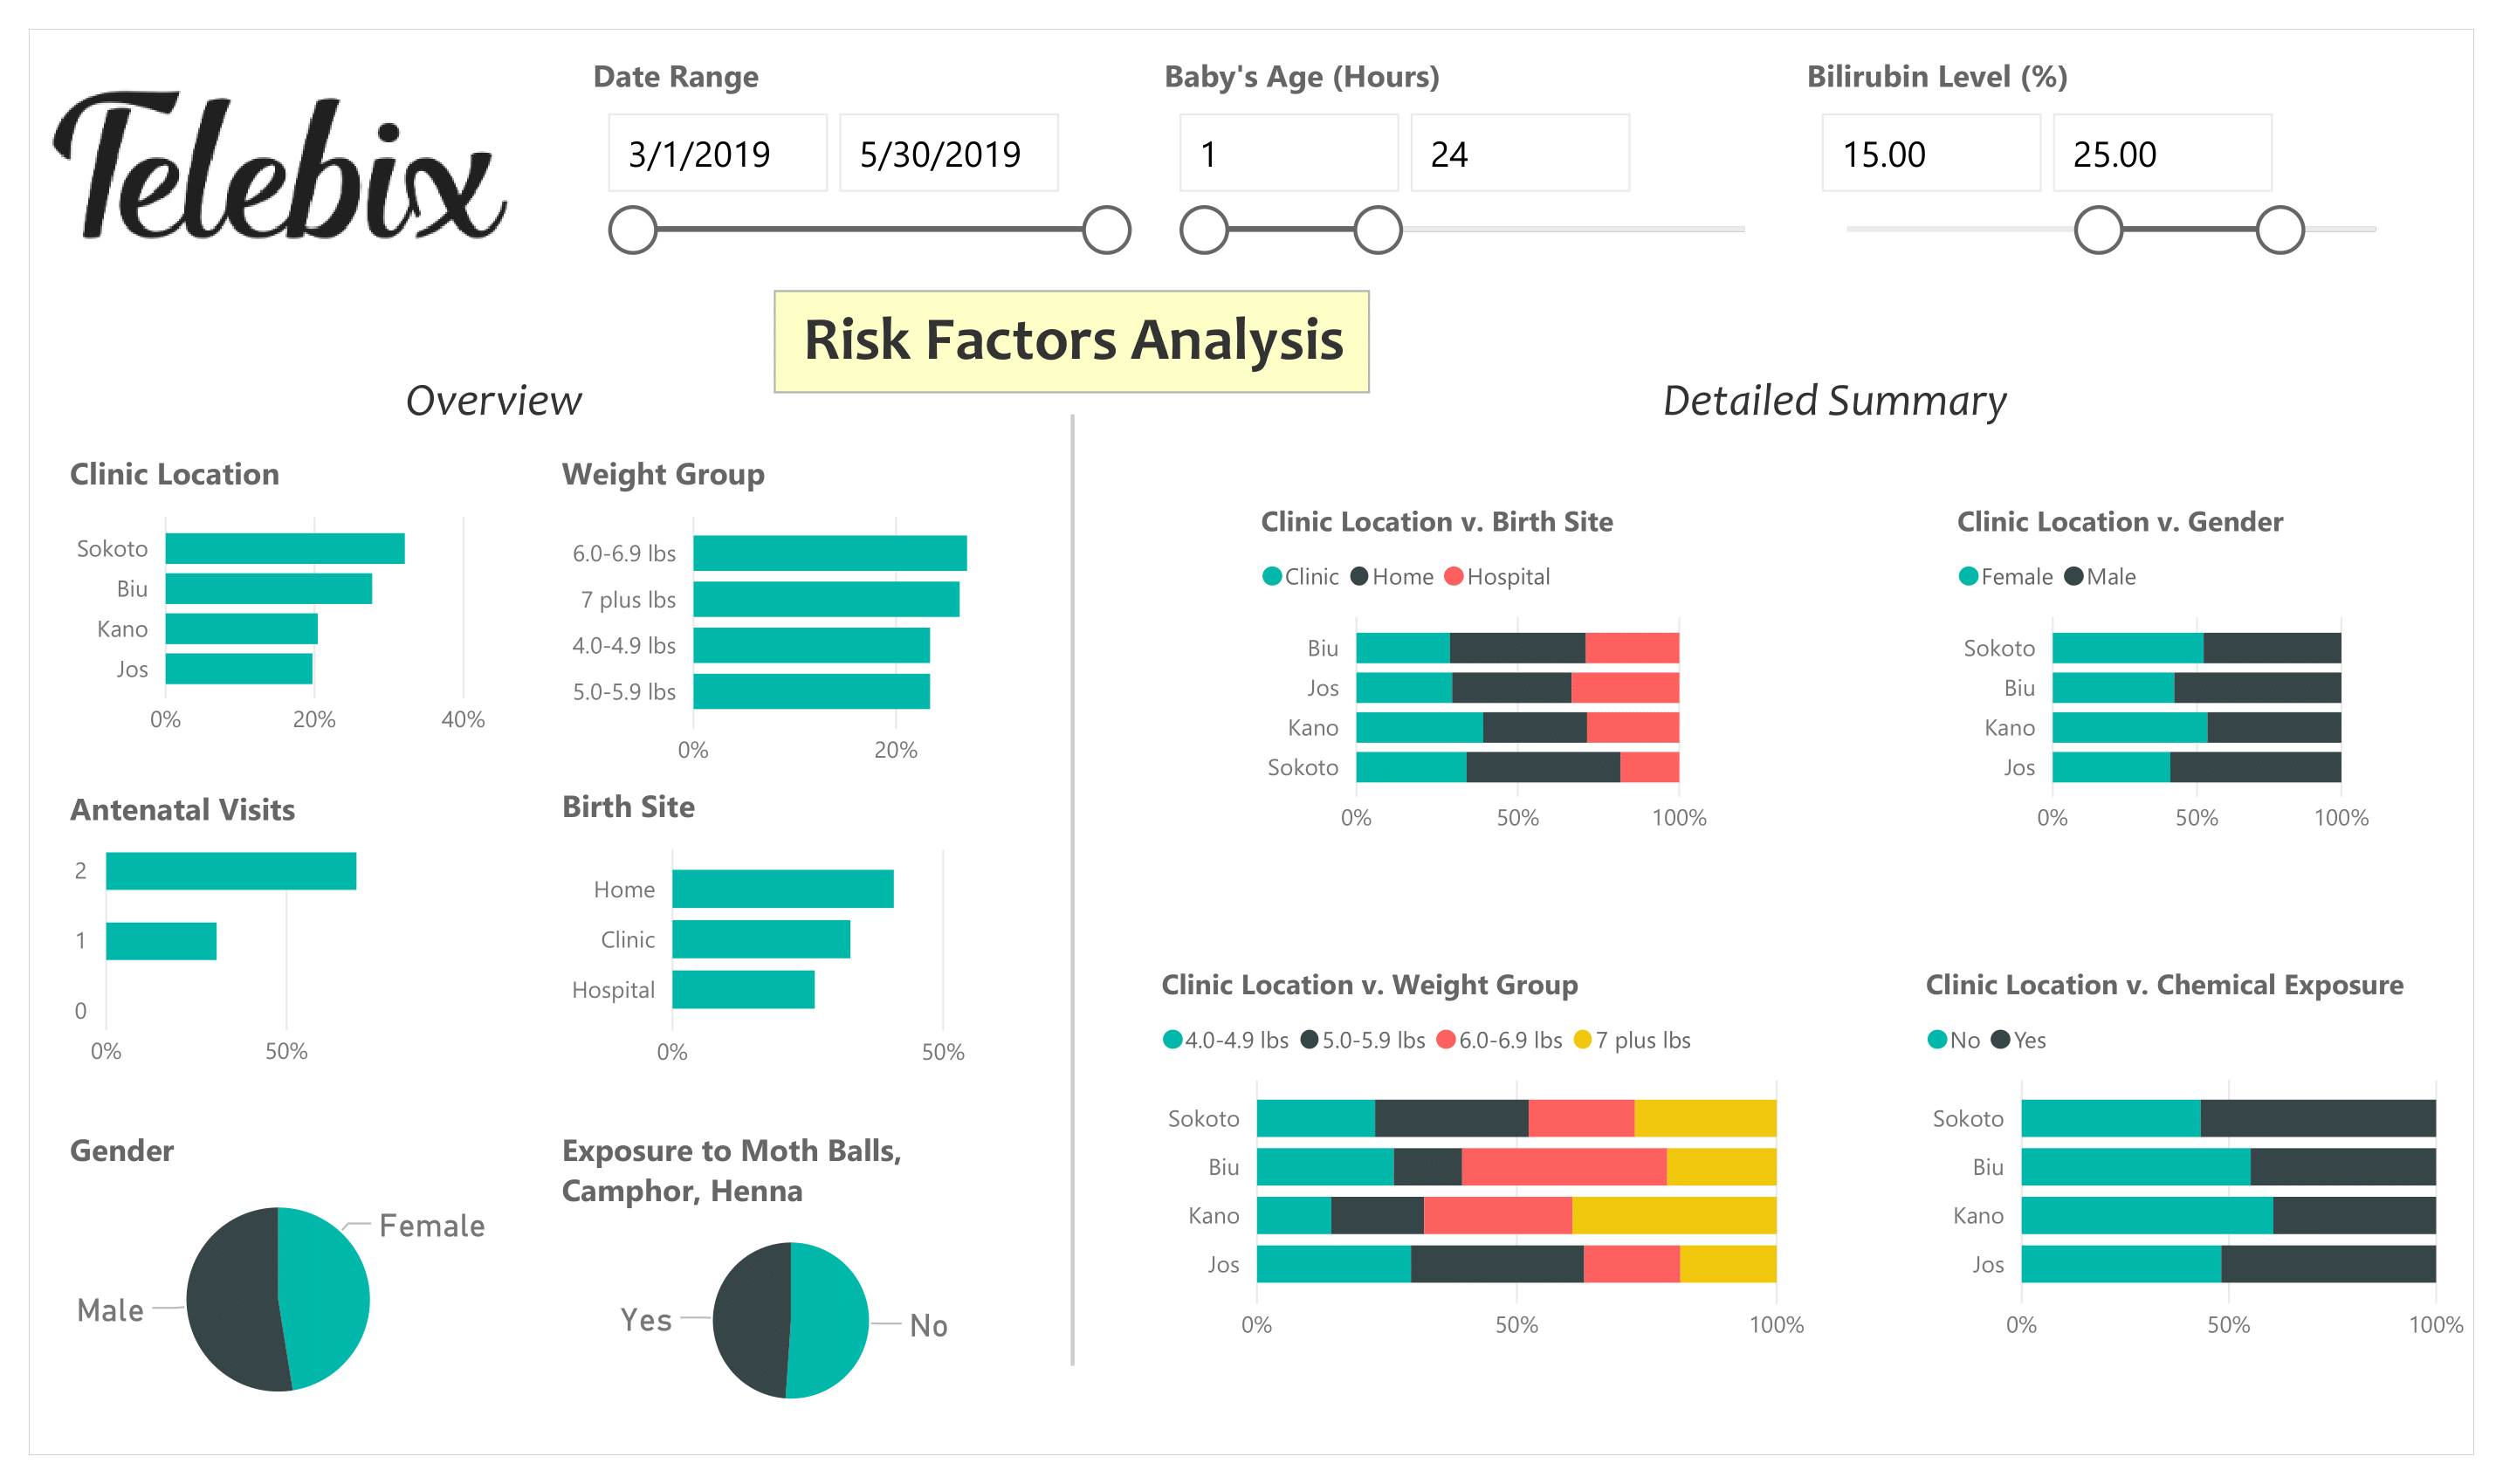 Telebix
Date Range
3/1/2019 5/30/2019
Baby's Age (Hours)
1 24
Bilirubin Level (%)
15.00 25.00
Risk Factors Analysis
Overview
Clinic Location
Sokoto
Biu
Kano
Jos
0% 20% 40%
Weight Group
6.0-6.9 lbs
7 plus lbs
4.0-4.9 lbs
5.0-5.9 lbs
0% 20%
Antenatal Visits
2
1
0
0% 50%
Birth Site
Home
Clinic
Hospital
0% 50%
Gender
Female
Male
Exposure to Moth Balls,
Camphor, Henna
Yes
No
Detailed Summary
Clinic Location v. Birth Site
Clinic Home Hospital
Biu
Jos
Kano
Sokoto
0% 50% 100%
Clinic Location v. Gender
Female Male
Sokoto
Biu
Kano
Jos
0% 50% 100%
Clinic Location v. Weight Group
4.0-4.9 lbs 5.0-5.9 lbs 6.0-6.9 lbs 7 plus lbs
Sokoto
Biu
Kano
Jos
0% 50% 100%
Clinic Location v. Chemical Exposure
No Yes
Sokoto
Biu
Kano
Jos
0% 50% 100%